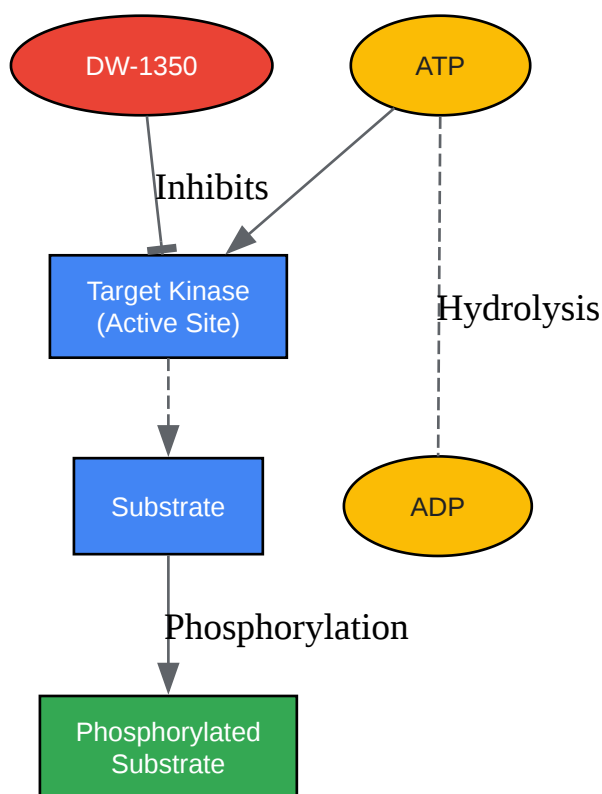 DW-1350
ATP
Inhibits
Target Kinase
(Active Site)
Hydrolysis
Substrate
ADP
Phosphorylation
Phosphorylated
Substrate